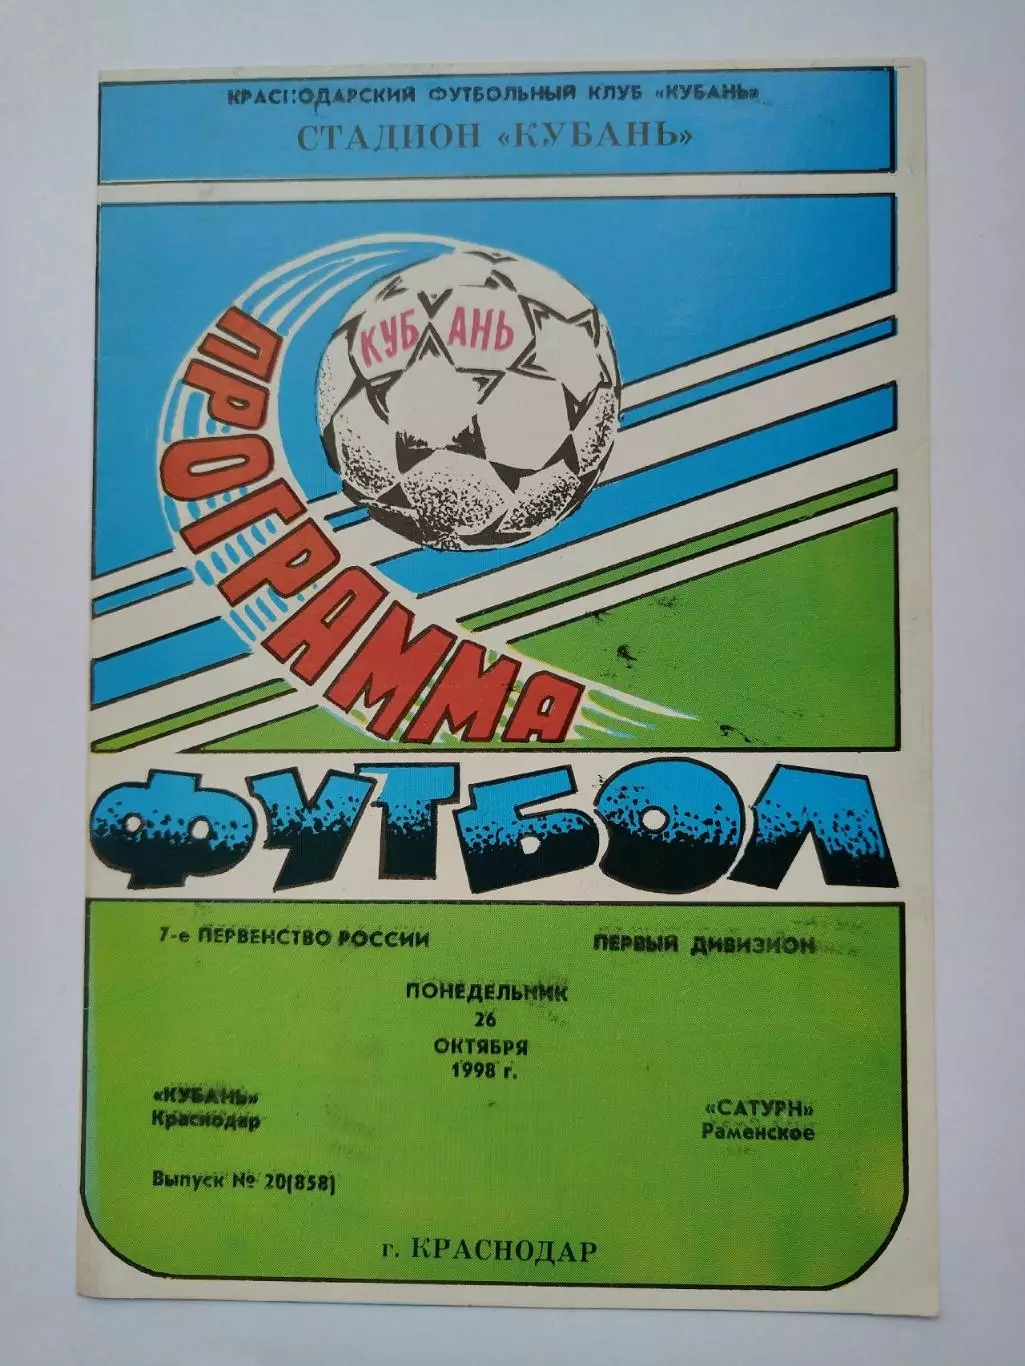 КРАСНОДАРСКИЙ ФУТБОЛЬНЫЙ КЛУБ «КУБАНЬ»
СТАДИОН «КУБАНЬ»
КУБАНЬ
ПРОГРАММА
ФУТБОЛ
7-е ПЕРВЕНСТВО РОССИИ
ПЕРВЫЙ ДИВИЗИОН
ПОНЕДЕЛЬНИК
26
ОКТЯБРЯ
1998 г.
«КУБАНЬ»
Краснодар
«САТУРН»
Раменское
Выпуск № 20(858)
г. КРАСНОДАР